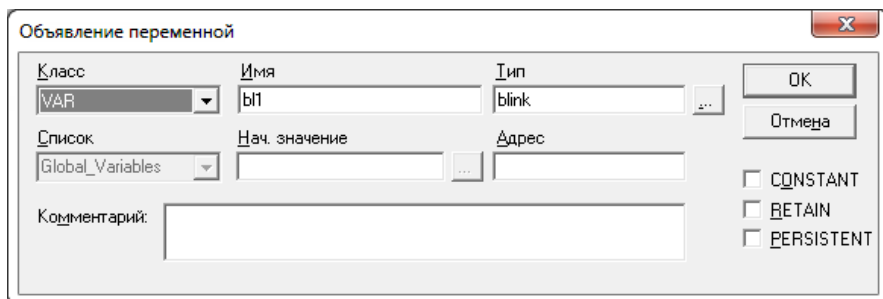 Объявление переменной
Класс Имя Тип
VAR bl1 blink ... OK
Отмена
Список Нач. значение Адрес
Global_Variables ...
CONSTANT
Комментарий: RETAIN
PERSISTENT